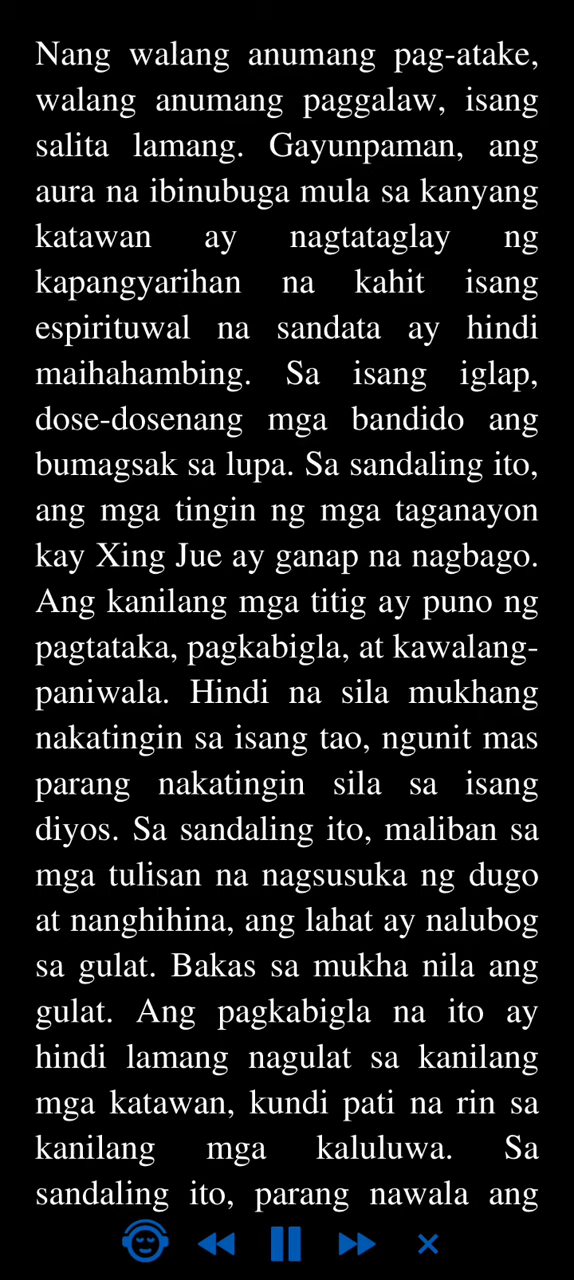 Nang walang anumang pag-atake,
walang anumang paggalaw, isang
salita lamang. Gayunpaman, ang
aura na ibinubuga mula sa kanyang
katawan ay nagtataglay ng
kapangyarihan na kahit isang
espirituwal na sandata ay hindi
maihahambing. Sa isang iglap,
dose-dosenang mga bandido ang
bumagsak sa lupa. Sa sandaling ito,
ang mga tingin ng mga taganayon
kay Xing Jue ay ganap na nagbago.
Ang kanilang mga titig ay puno ng
pagtataka, pagkabigla, at kawalang-
paniwala. Hindi na sila mukhang
nakatingin sa isang tao, ngunit mas
parang nakatingin sila sa isang
diyos. Sa sandaling ito, maliban sa
mga tulisan na nagsusuka ng dugo
at nanghihina, ang lahat ay nalubog
sa gulat. Bakas sa mukha nila ang
gulat. Ang pagkabigla na ito ay
hindi lamang nagulat sa kanilang
mga katawan, kundi pati na rin sa
kanilang mga kaluluwa. Sa
sandaling ito, parang nawala ang